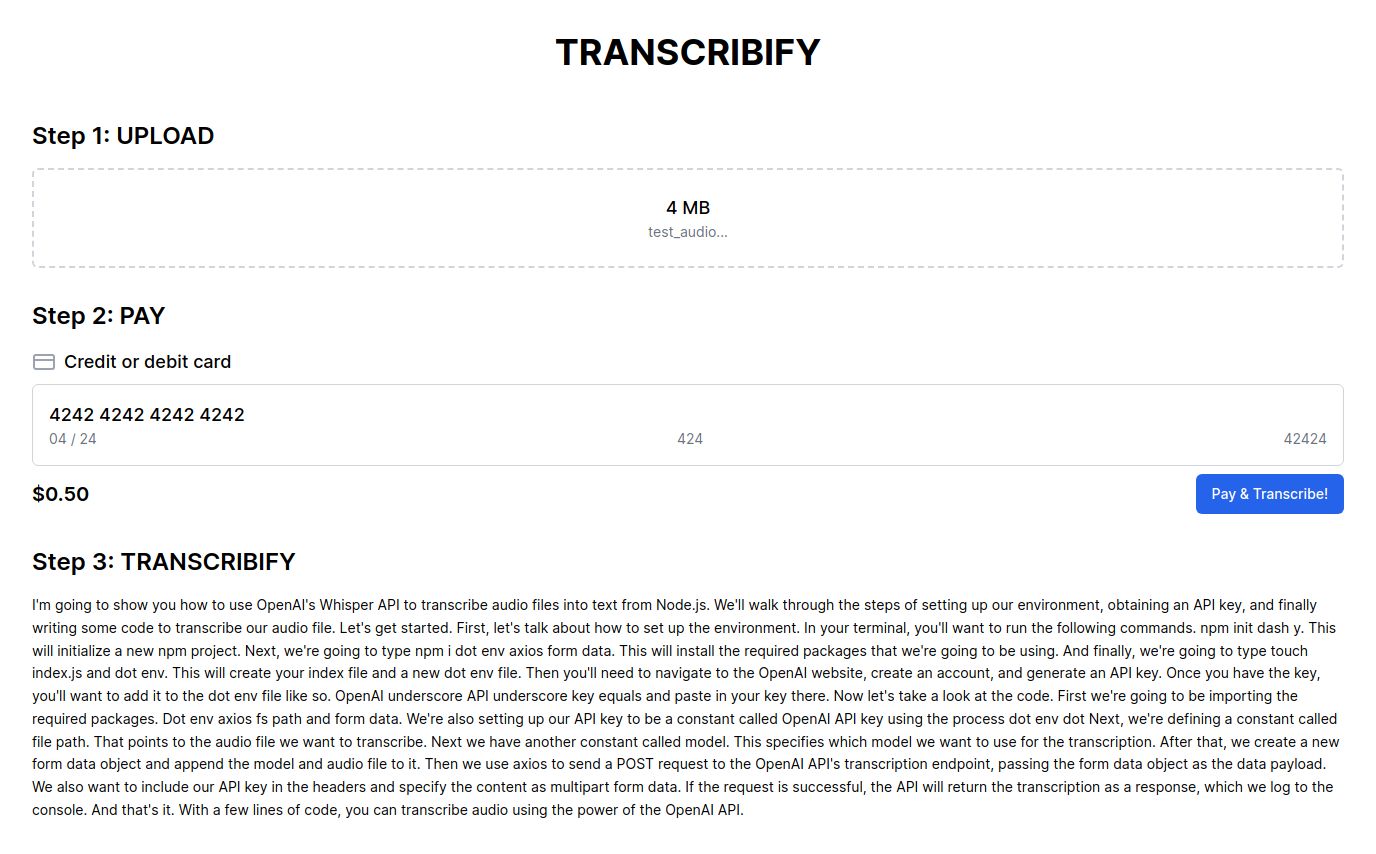 TRANSCRIBIFY
Step 1: UPLOAD
4 MB
test_audio...
Step 2: PAY
Credit or debit card
4242 4242 4242 4242
04 / 24 424 42424
$0.50 Pay & Transcribe!
Step 3: TRANSCRIBIFY
I'm going to show you how to use OpenAI's Whisper API to transcribe audio files into text from Node.js. We'll walk through the steps of setting up our environment, obtaining an API key, and finally
writing some code to transcribe our audio file. Let's get started. First, let's talk about how to set up the environment. In your terminal, you'll want to run the following commands. npm init dash y. This
will initialize a new npm project. Next, we're going to type npm i dot env axios form data. This will install the required packages that we're going to be using. And finally, we're going to type touch
index.js and dot env. This will create your index file and a new dot env file. Then you'll need to navigate to the OpenAI website, create an account, and generate an API key. Once you have the key,
you'll want to add it to the dot env file like so. OpenAI underscore API underscore key equals and paste in your key there. Now let's take a look at the code. First we're going to be importing the
required packages. Dot env axios fs path and form data. We're also setting up our API key to be a constant called OpenAI API key using the process dot env dot Next, we're defining a constant called
file path. That points to the audio file we want to transcribe. Next we have another constant called model. This specifies which model we want to use for the transcription. After that, we create a new
form data object and append the model and audio file to it. Then we use axios to send a POST request to the OpenAI API's transcription endpoint, passing the form data object as the data payload.
We also want to include our API key in the headers and specify the content as multipart form data. If the request is successful, the API will return the transcription as a response, which we log to the
console. And that's it. With a few lines of code, you can transcribe audio using the power of the OpenAI API.